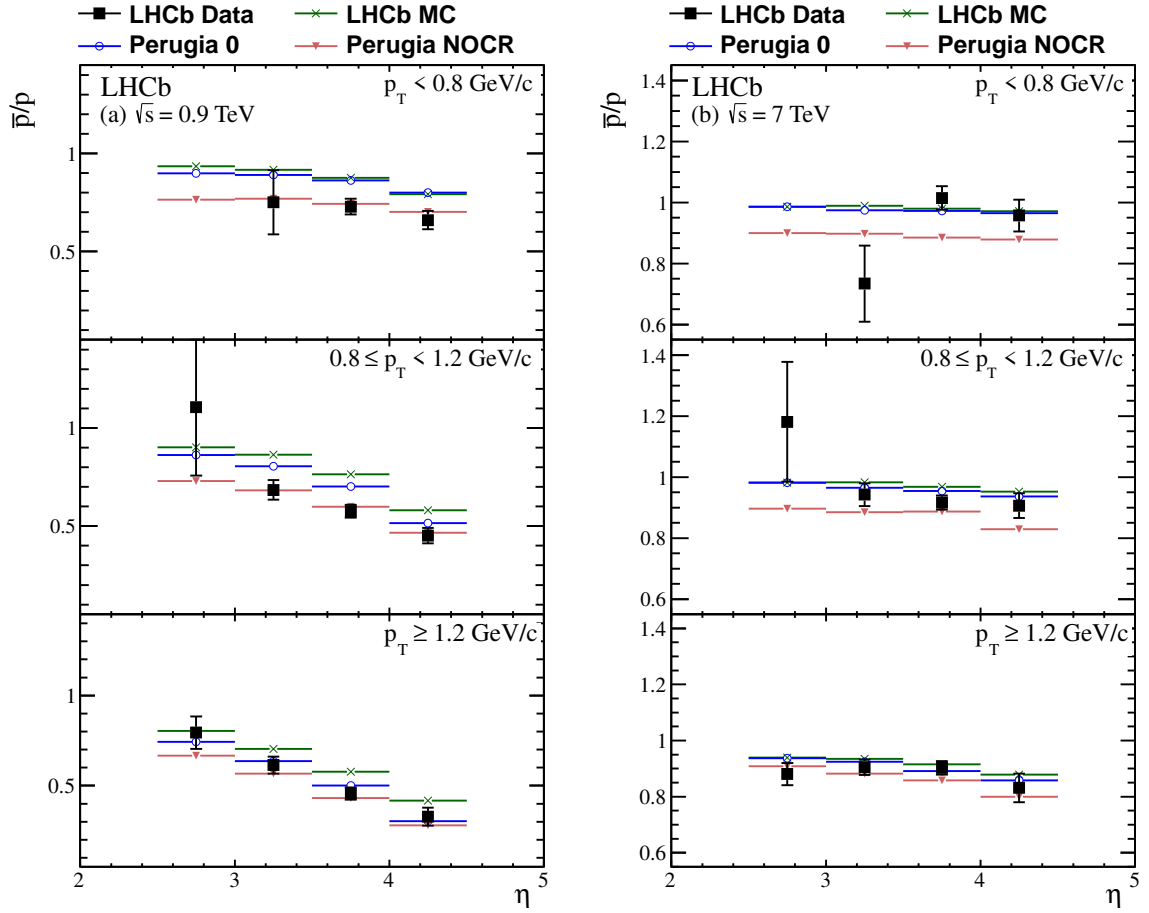 LHCb Data LHCb MC
Perugia 0 Perugia NOCR
p̅/p
LHCb
(a) √s = 0.9 TeV
p_T < 0.8 GeV/c
1
0.5
0.8 ≤ p_T < 1.2 GeV/c
1
0.5
p_T ≥ 1.2 GeV/c
1
0.5
2 3 4 5
η
LHCb Data LHCb MC
Perugia 0 Perugia NOCR
p̅/p
LHCb
(b) √s = 7 TeV
p_T < 0.8 GeV/c
1.4
1.2
1
0.8
0.6
0.8 ≤ p_T < 1.2 GeV/c
1.4
1.2
1
0.8
0.6
p_T ≥ 1.2 GeV/c
1.4
1.2
1
0.8
0.6
2 3 4 5
η